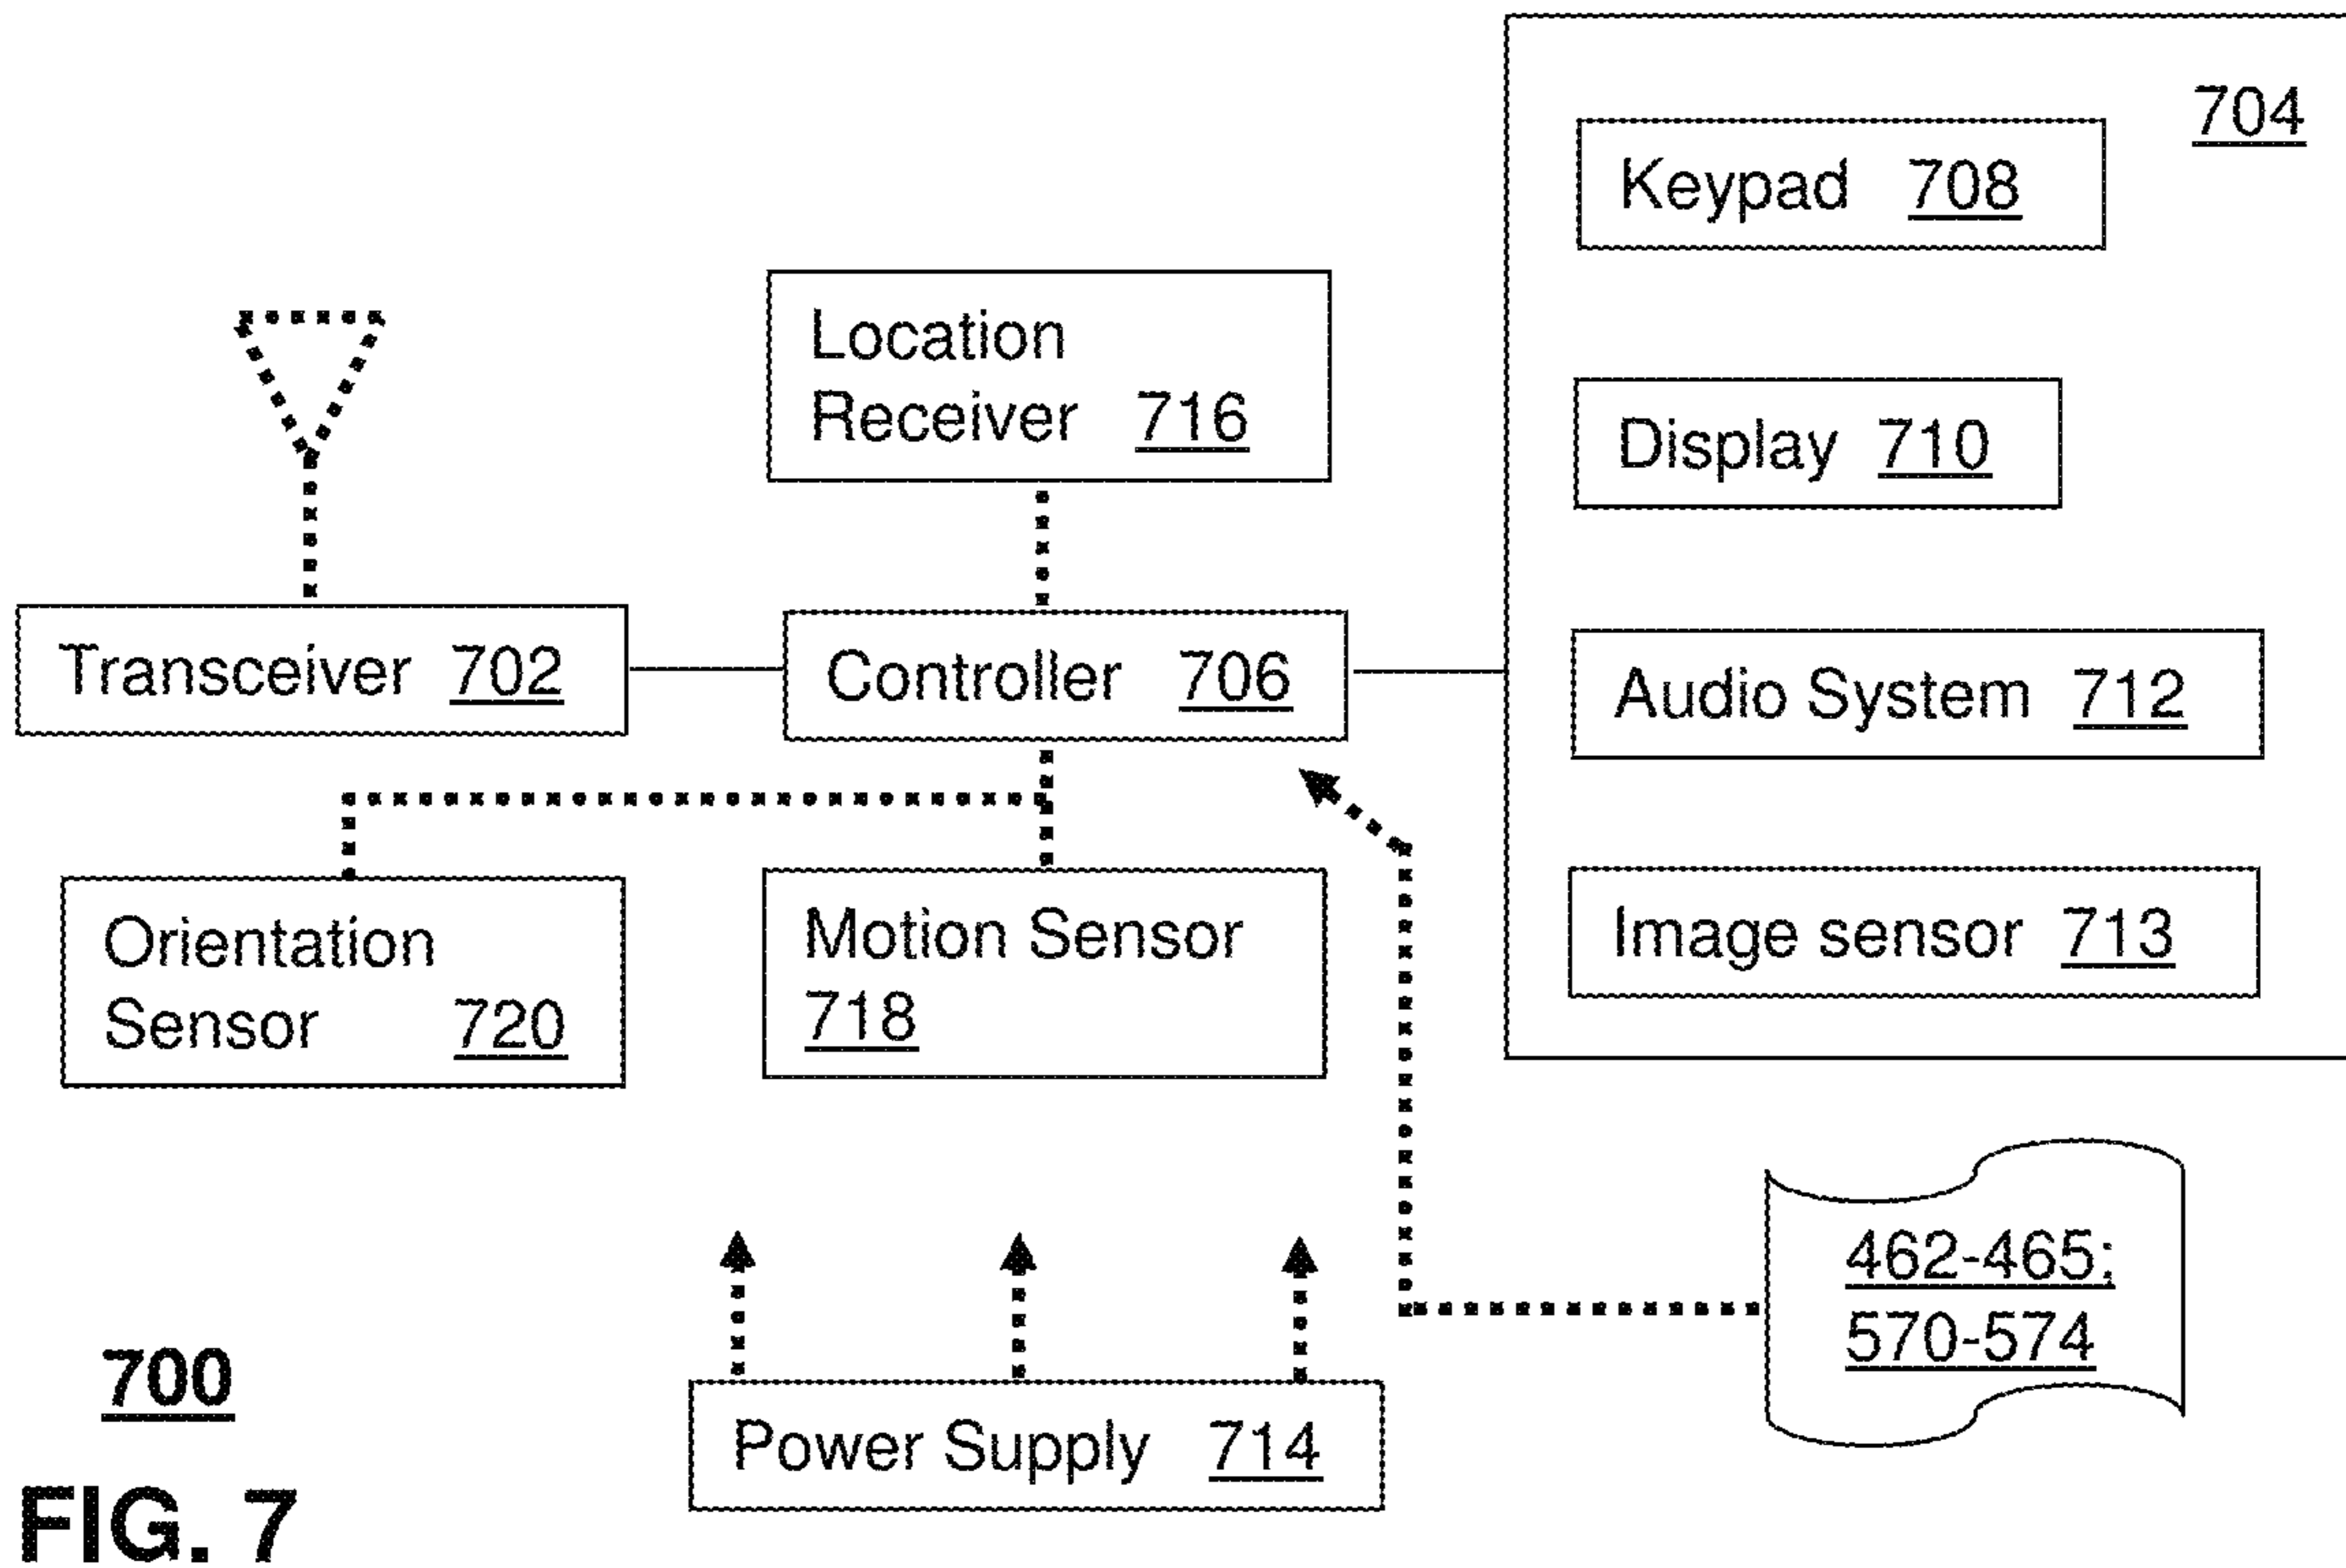 704
Keypad 708
Location
Receiver 716
Display 710
Transceiver 702
Controller 706
Audio System 712
Orientation
Sensor 720
Motion Sensor
718
Image sensor 713
462-465;
570-574
700
Power Supply 714
FIG. 7